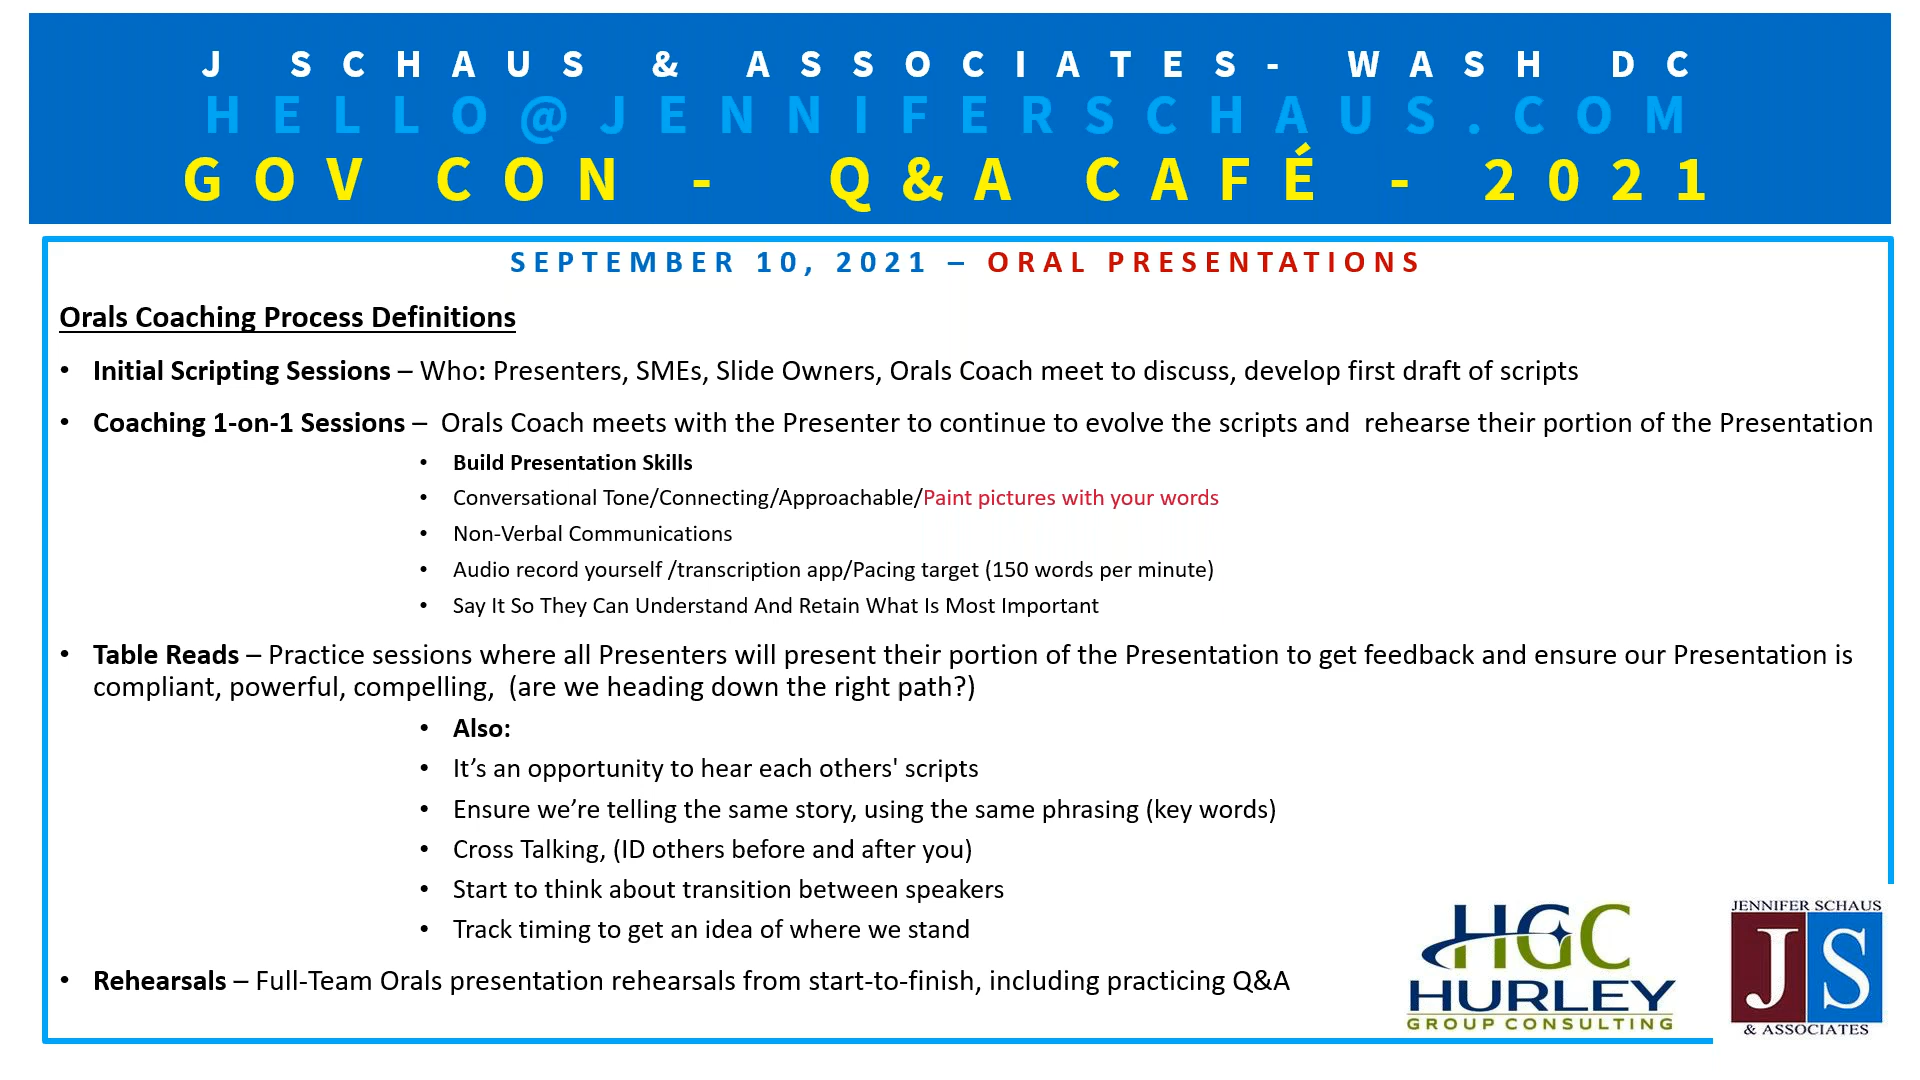 J SCHAUS & ASSOCIATES- WASH DC
HELLO@JENNIFERSCHAUS.COM
GOV CON - Q&A CAFÉ - 2021
SEPTEMBER 10, 2021 – ORAL PRESENTATIONS
Orals Coaching Process Definitions
• Initial Scripting Sessions – Who: Presenters, SMEs, Slide Owners, Orals Coach meet to discuss, develop first draft of scripts
• Coaching 1-on-1 Sessions – Orals Coach meets with the Presenter to continue to evolve the scripts and rehearse their portion of the Presentation
• Build Presentation Skills
• Conversational Tone/Connecting/Approachable/Paint pictures with your words
• Non-Verbal Communications
• Audio record yourself /transcription app/Pacing target (150 words per minute)
• Say It So They Can Understand And Retain What Is Most Important
• Table Reads – Practice sessions where all Presenters will present their portion of the Presentation to get feedback and ensure our Presentation is
compliant, powerful, compelling, (are we heading down the right path?)
• Also:
• It’s an opportunity to hear each others' scripts
• Ensure we’re telling the same story, using the same phrasing (key words)
• Cross Talking, (ID others before and after you)
• Start to think about transition between speakers
• Track timing to get an idea of where we stand
• Rehearsals – Full-Team Orals presentation rehearsals from start-to-finish, including practicing Q&A
HGC
HURLEY
GROUP CONSULTING
JENNIFER SCHAUS
JS
& ASSOCIATES